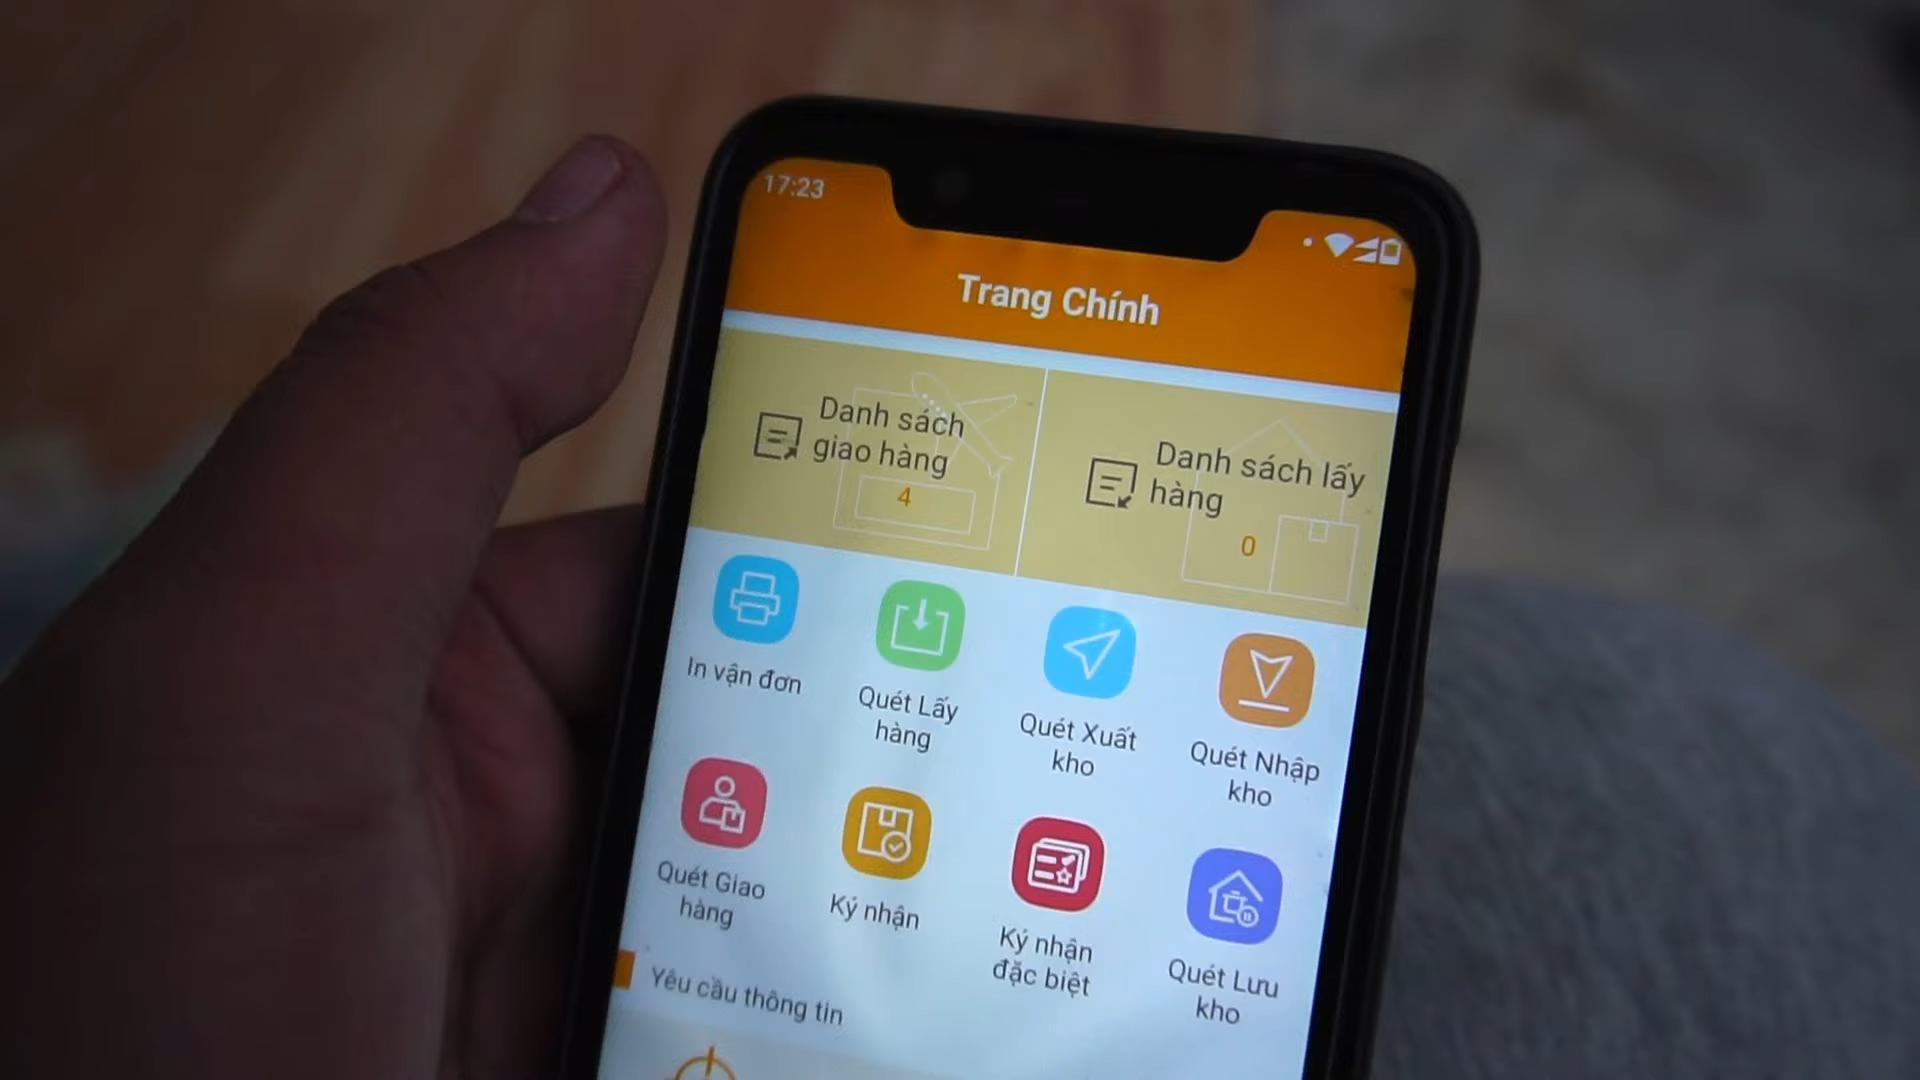 17:23
Trang Chính
Danh sách
giao hàng
4
Danh sách lấy
hàng
0
In vận đơn
Quét Lấy
hàng
Quét Xuất
kho
Quét Nhập
kho
Quét Giao
hàng
Ký nhận
Ký nhận
đặc biệt
Quét Lưu
kho
Yêu cầu thông tin